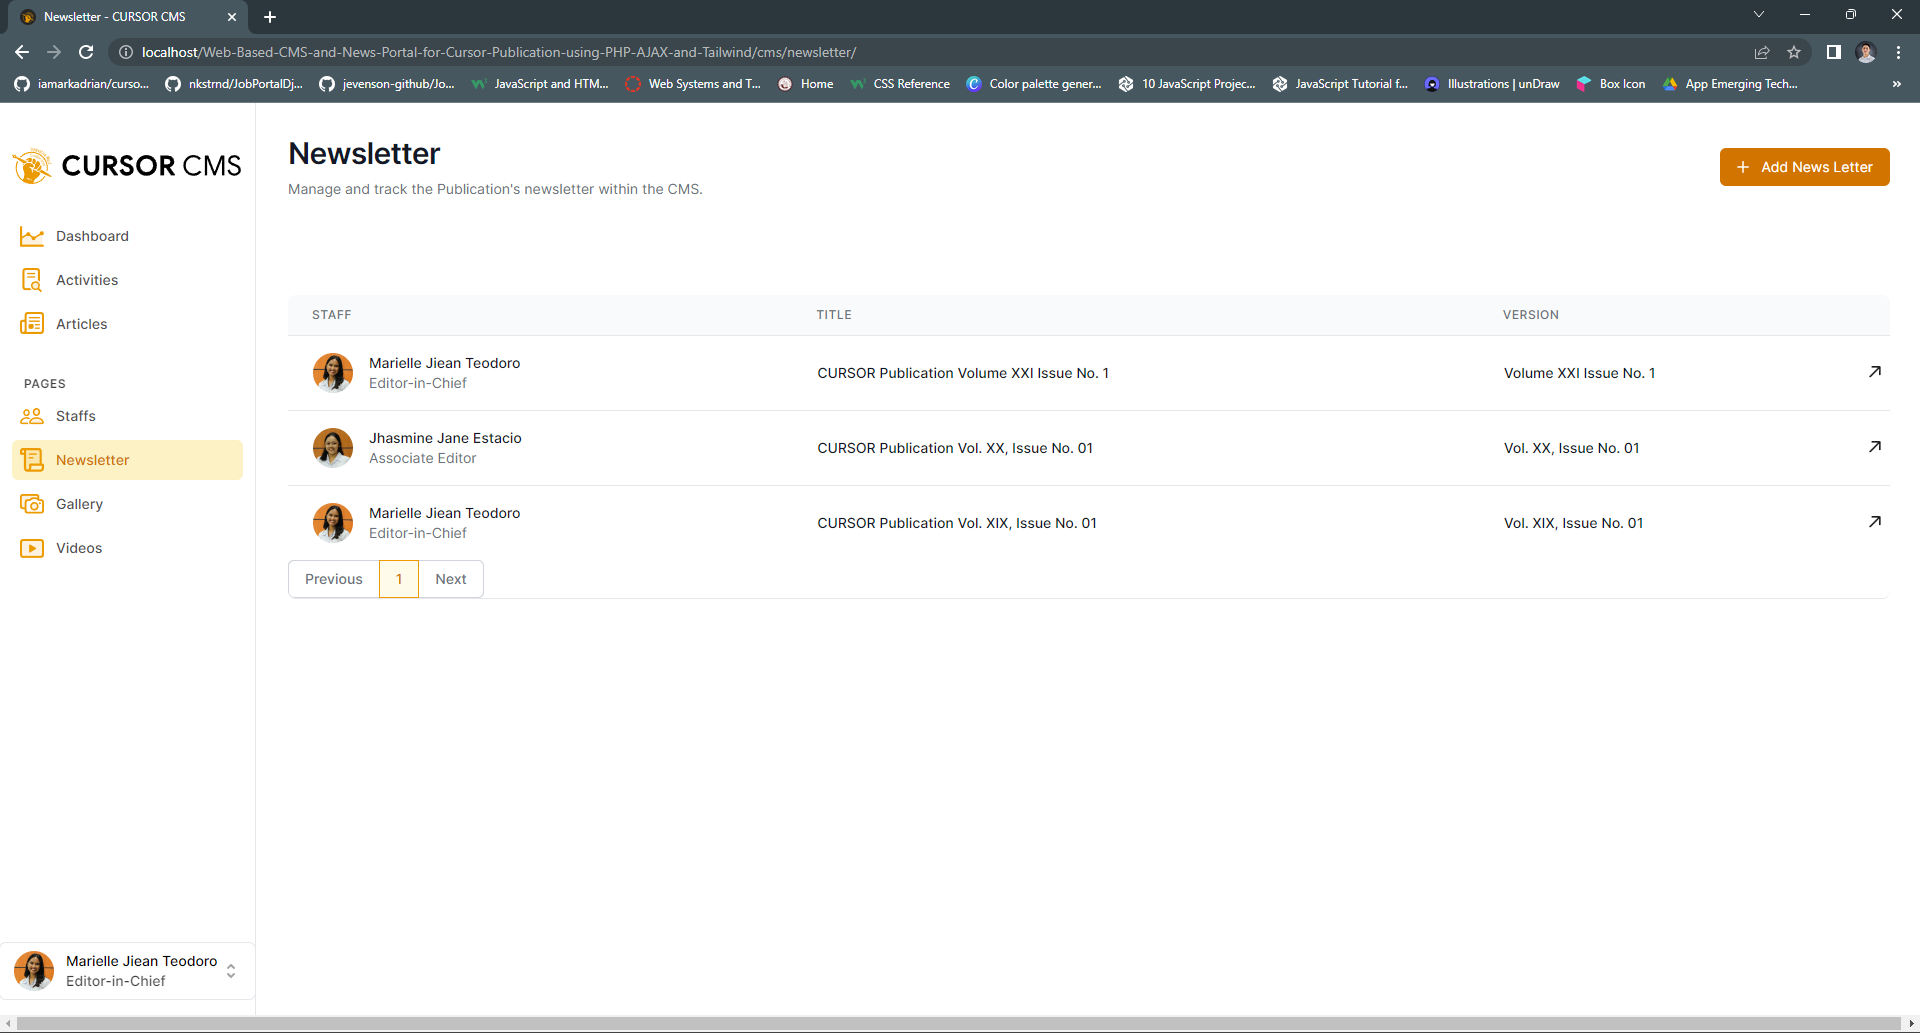 Newsletter - CURSOR CMS
localhost/Web-Based-CMS-and-News-Portal-for-Cursor-Publication-using-PHP-AJAX-and-Tailwind/cms/newsletter/
iamarkadrian/curso... nkstrnd/JobPortalDj... jevenson-github/Jo... JavaScript and HTM... Web Systems and T... Home CSS Reference Color palette gener... 10 JavaScript Projec... JavaScript Tutorial f... Illustrations | unDraw Box Icon App Emerging Tech... »
CURSOR CMS
Dashboard
Activities
Articles
PAGES
Staffs
Newsletter
Gallery
Videos
Marielle Jiean Teodoro
Editor-in-Chief
Newsletter
Manage and track the Publication's newsletter within the CMS.
+ Add News Letter
STAFF TITLE VERSION
Marielle Jiean Teodoro
Editor-in-Chief
CURSOR Publication Volume XXI Issue No. 1
Volume XXI Issue No. 1
Jhasmine Jane Estacio
Associate Editor
CURSOR Publication Vol. XX, Issue No. 01
Vol. XX, Issue No. 01
Marielle Jiean Teodoro
Editor-in-Chief
CURSOR Publication Vol. XIX, Issue No. 01
Vol. XIX, Issue No. 01
Previous 1 Next